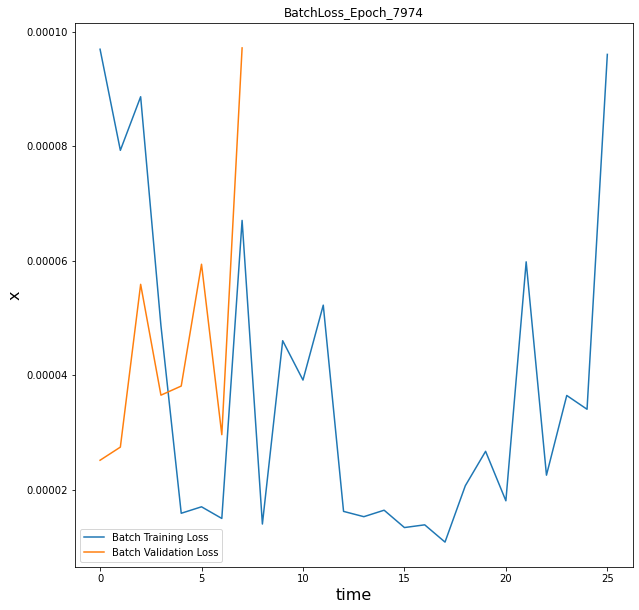 BatchLoss_Epoch_7974
0.00010
0.00008
0.00006
0.00004
0.00002
x
Batch Training Loss
Batch Validation Loss
0 5 10 15 20 25
time